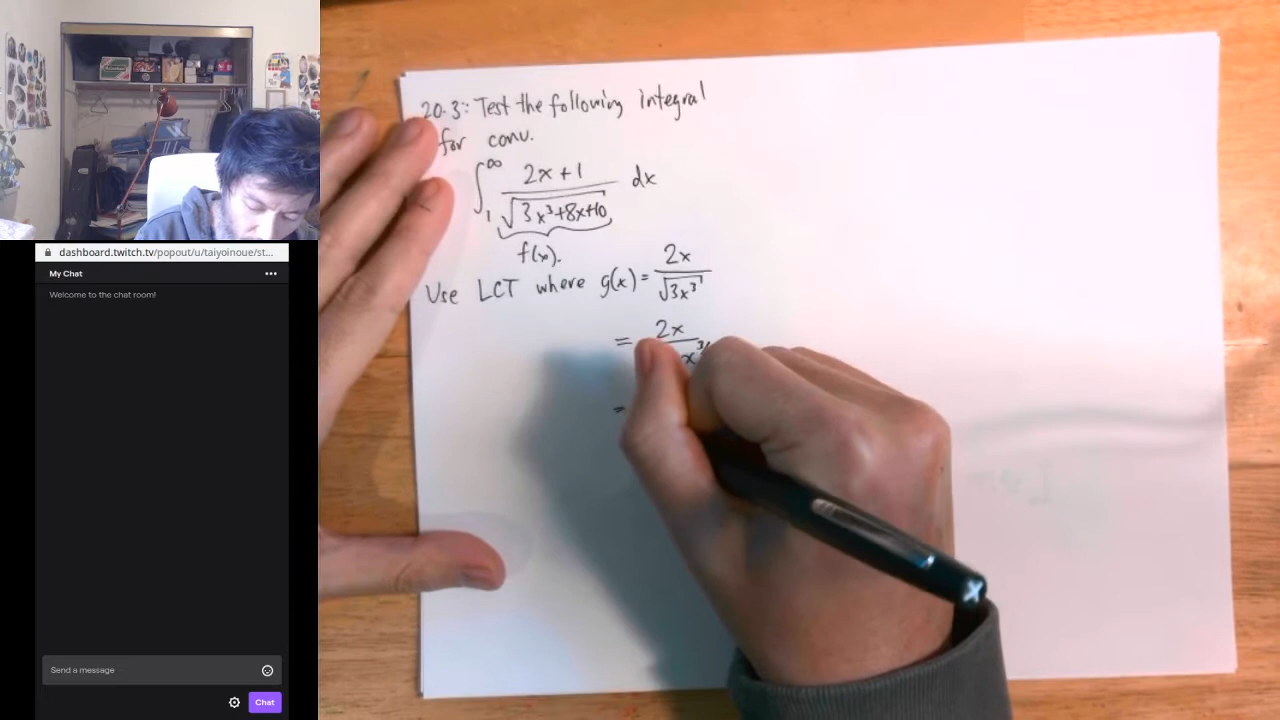 dashboard.twitch.tv/popout/u/taiyoinoue/st...
My Chat
Welcome to the chat room!
Send a message
Chat
20.3: Test the following integral
for conv.
∫₁^∞ (2x+1)/√(3x³+8x+10) dx
f(x).
Use LCT where g(x) = 2x/√(3x³)
= 2x
=